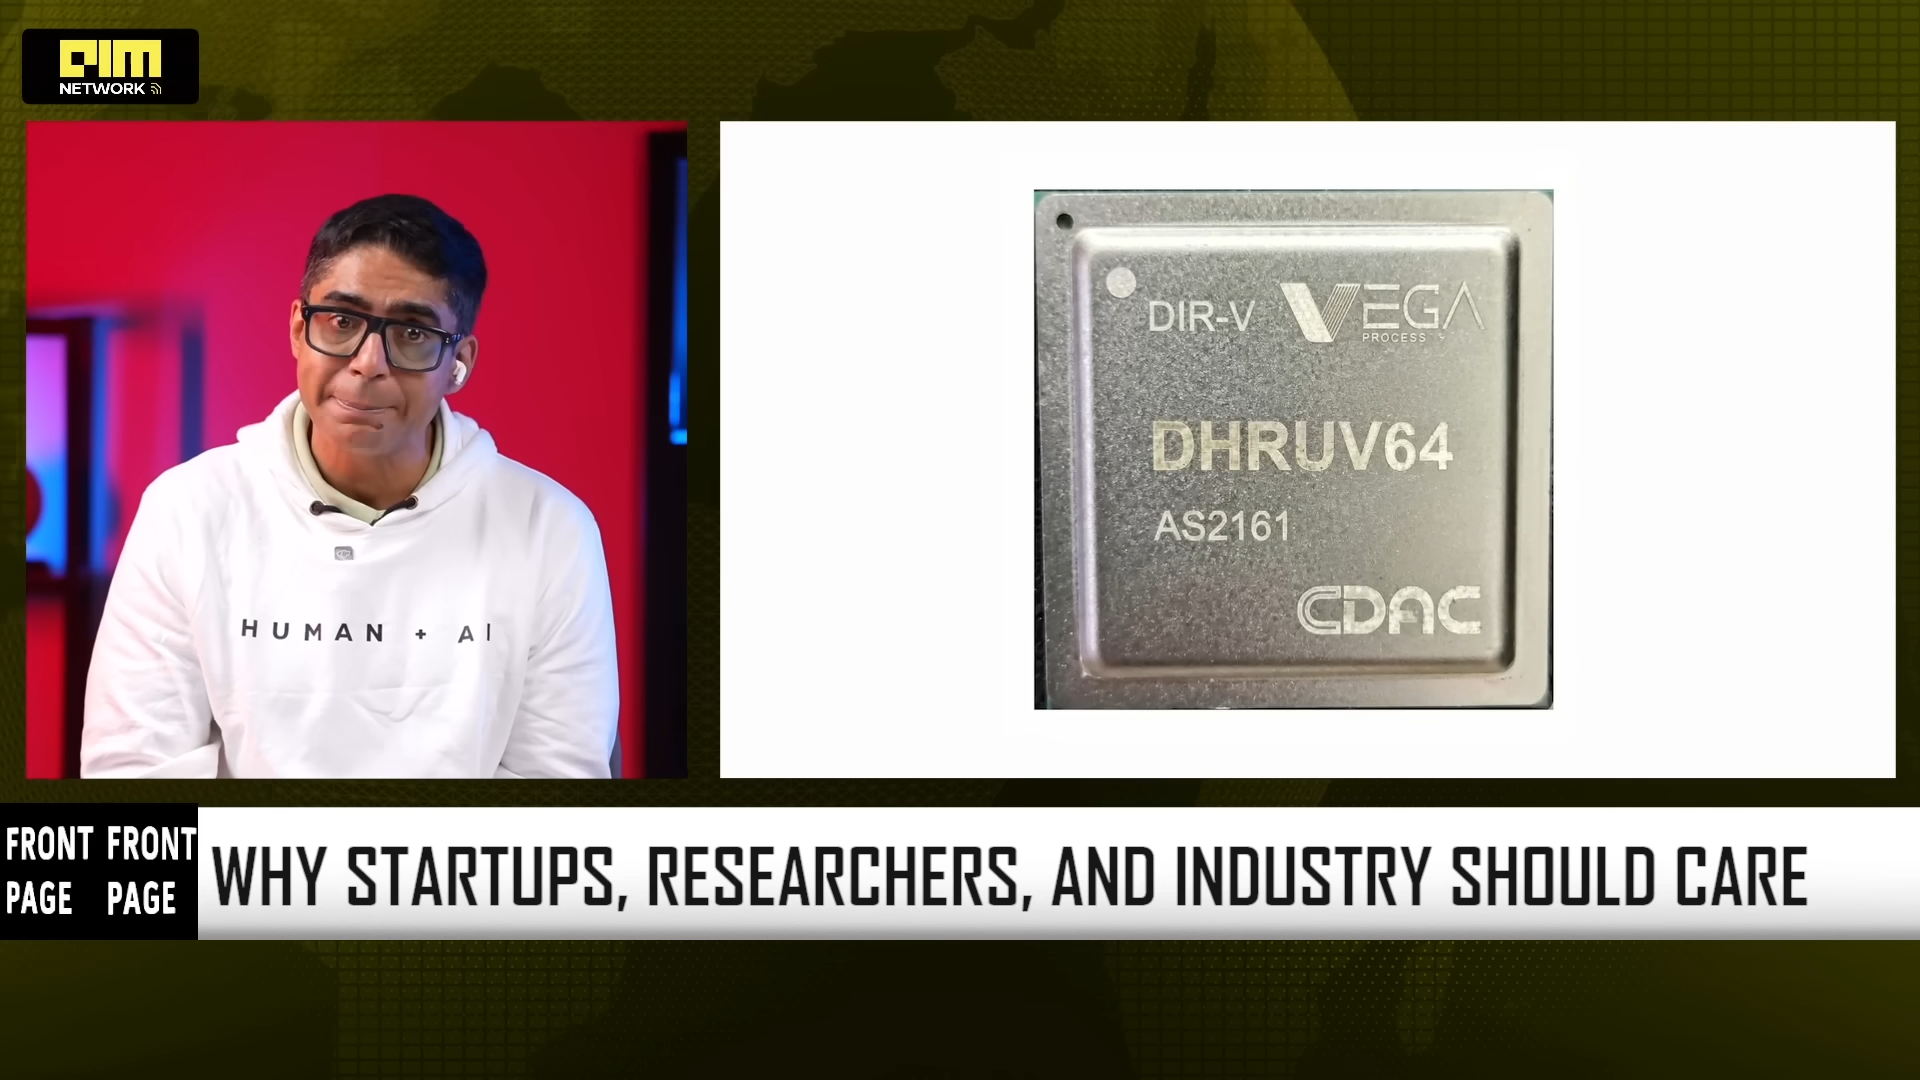 AIM
NETWORK
HUMAN + AI
DIR-V VEGA
PROCESS
DHRUV64
AS2161
CDAC
FRONT FRONT
PAGE PAGE
WHY STARTUPS, RESEARCHERS, AND INDUSTRY SHOULD CARE